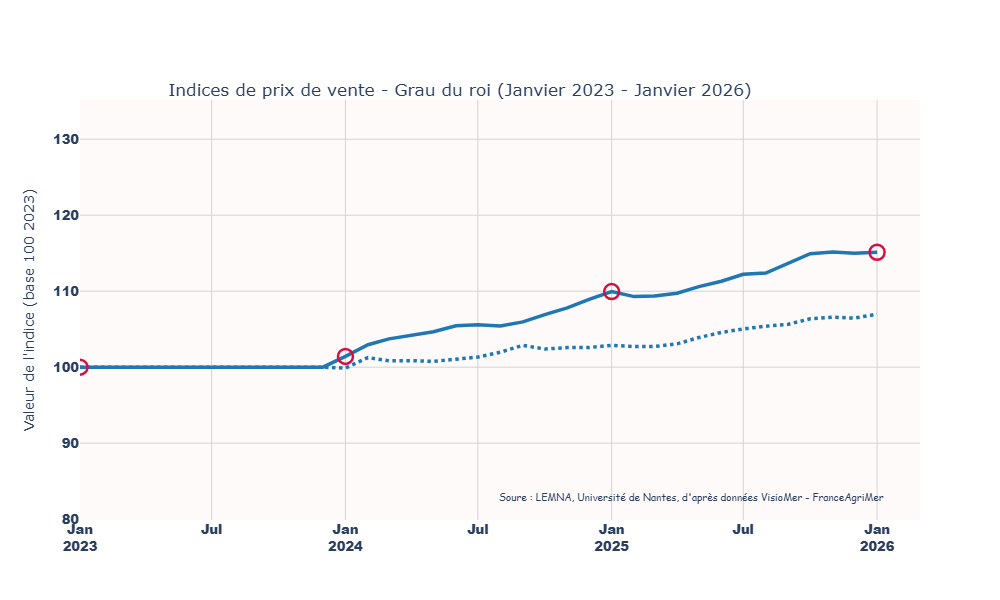 Indices de prix de vente - Grau du roi (Janvier 2023 - Janvier 2026)
Valeur de l'indice (base 100 2023)
130
120
110
100
90
80
Soure : LEMNA, Université de Nantes, d'après données VisioMer - FranceAgriMer
Jan
2023
Jul
Jan
2024
Jul
Jan
2025
Jul
Jan
2026